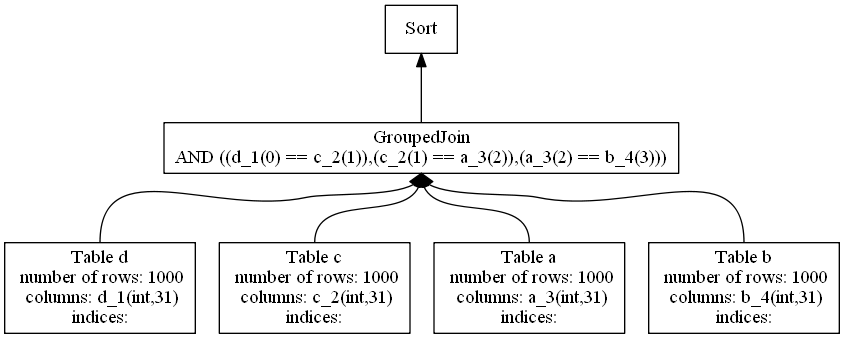 Sort
GroupedJoin
AND ((d_1(0) == c_2(1)),(c_2(1) == a_3(2)),(a_3(2) == b_4(3)))
Table d
number of rows: 1000
columns: d_1(int,31)
indices:
Table c
number of rows: 1000
columns: c_2(int,31)
indices:
Table a
number of rows: 1000
columns: a_3(int,31)
indices:
Table b
number of rows: 1000
columns: b_4(int,31)
indices: